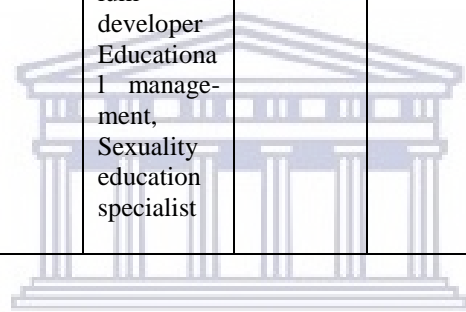 developer
Educationa
l manage-
ment,
Sexuality
education
specialist